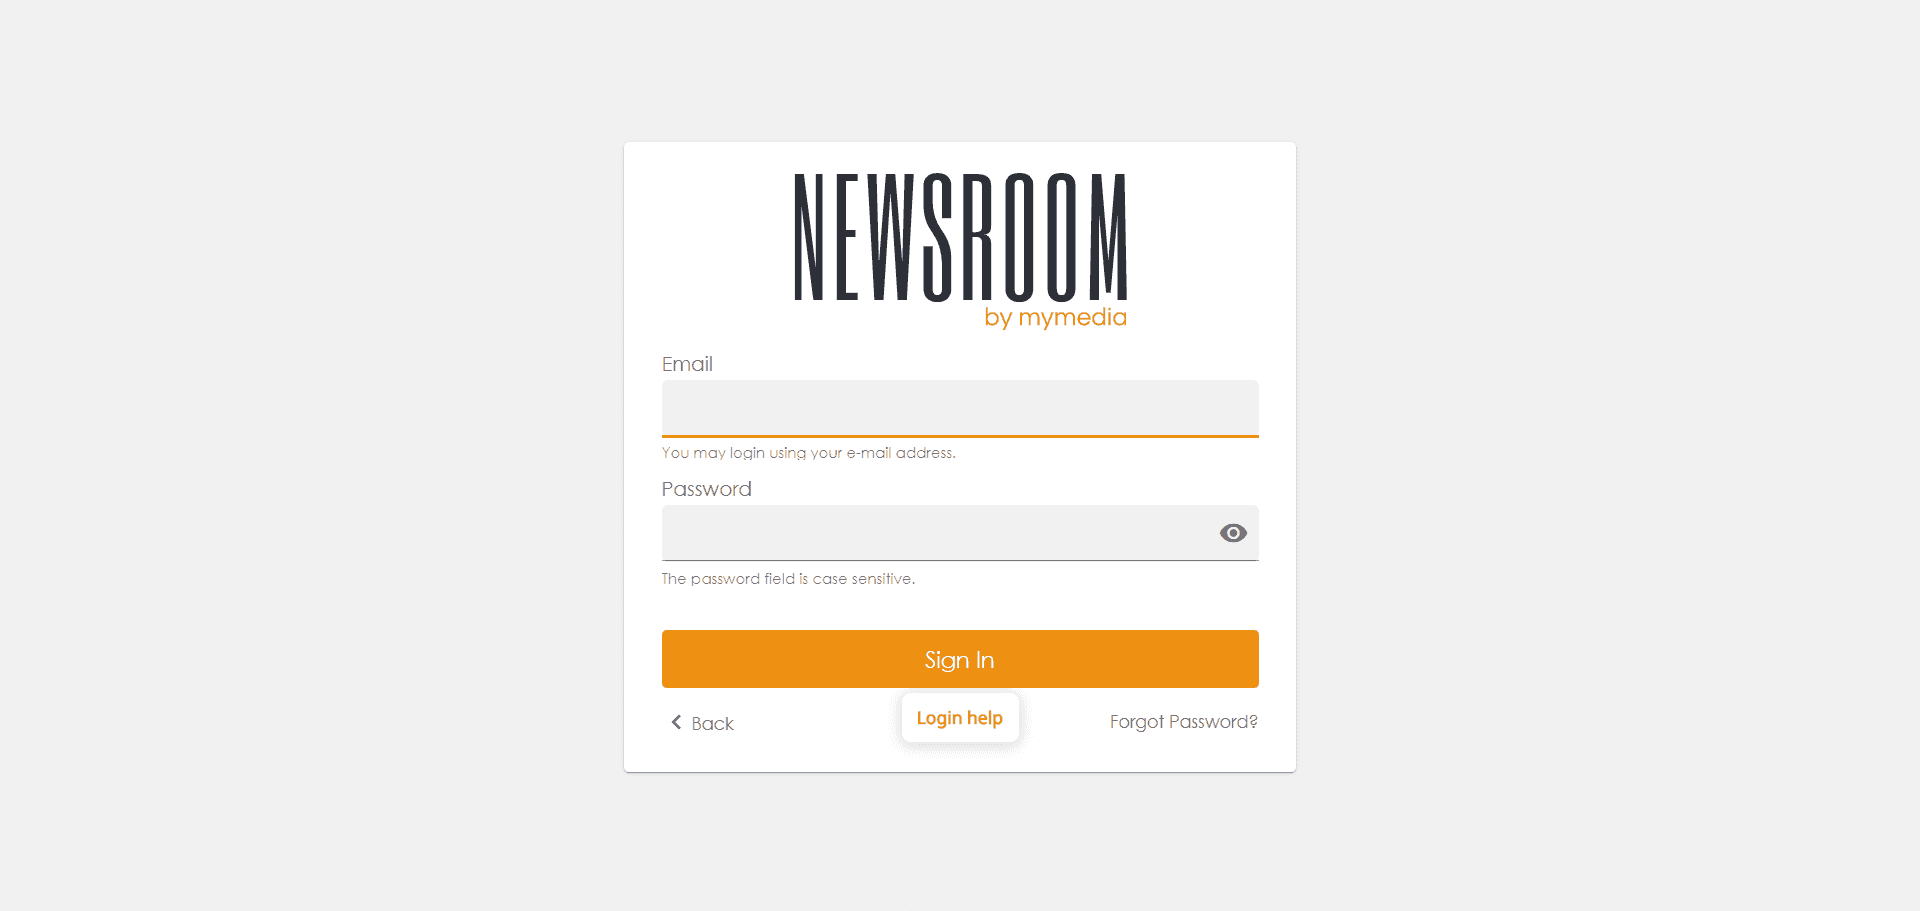 NEWSROOM
by mymedia
Email
You may login using your e-mail address.
Password
The password field is case sensitive.
Sign In
Back
Login help
Forgot Password?